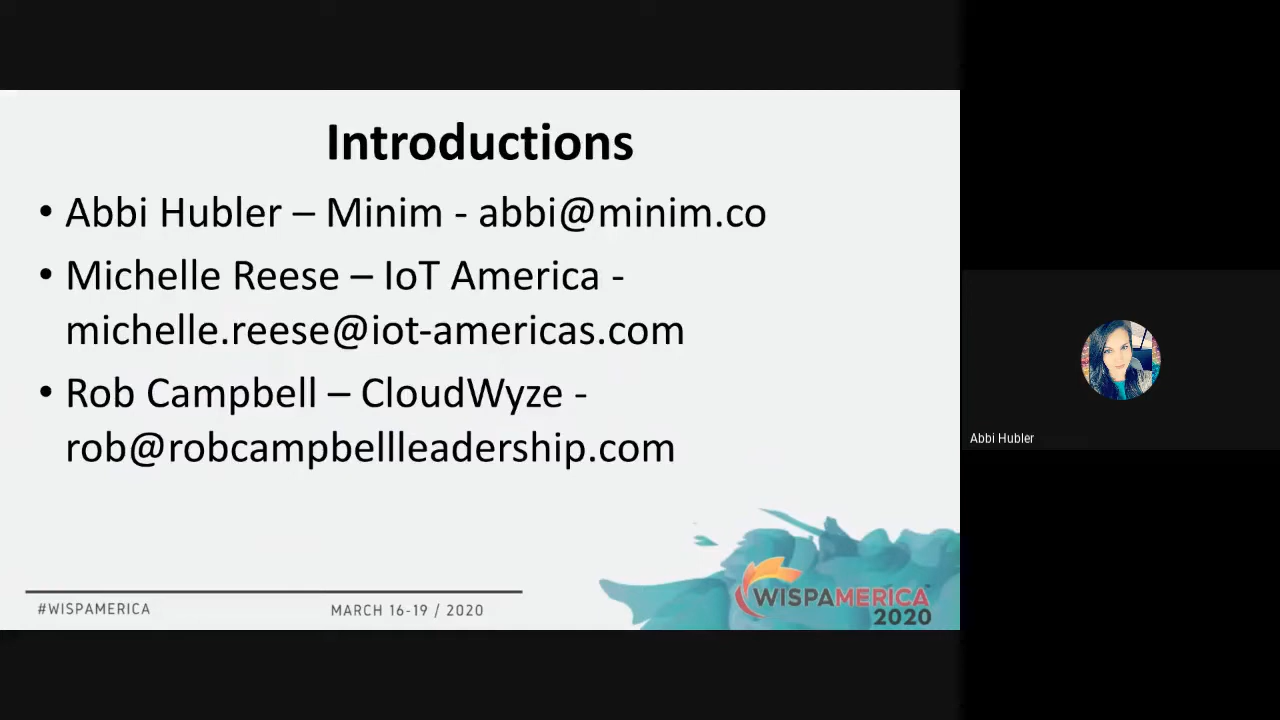 Introductions
• Abbi Hubler – Minim - abbi@minim.co
• Michelle Reese – IoT America -
michelle.reese@iot-americas.com
• Rob Campbell – CloudWyze -
rob@robcampbellleadership.com
#WISPAMERICA
MARCH 16-19 / 2020
WISPAMERICA
2020
Abbi Hubler